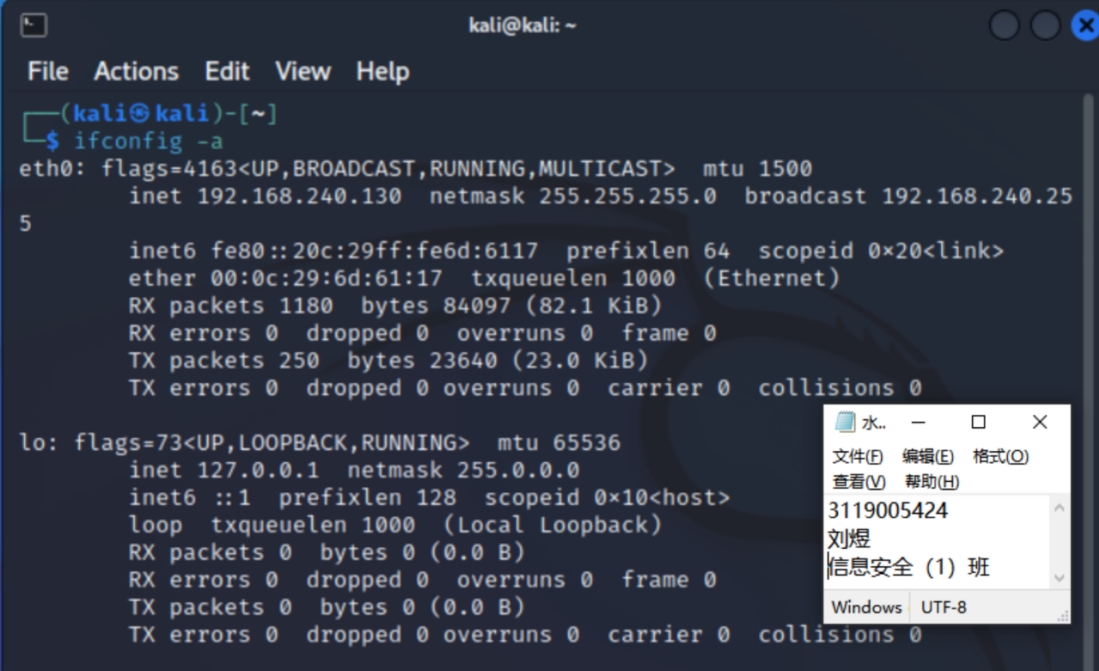 kali@kali: ~
File Actions Edit View Help
┌──(kali㉿kali)-[~]
└─$ ifconfig -a
eth0: flags=4163<UP,BROADCAST,RUNNING,MULTICAST>  mtu 1500
        inet 192.168.240.130  netmask 255.255.255.0  broadcast 192.168.240.25
5
        inet6 fe80::20c:29ff:fe6d:6117  prefixlen 64  scopeid 0×20<link>
        ether 00:0c:29:6d:61:17  txqueuelen 1000  (Ethernet)
        RX packets 1180  bytes 84097 (82.1 KiB)
        RX errors 0  dropped 0  overruns 0  frame 0
        TX packets 250  bytes 23640 (23.0 KiB)
        TX errors 0  dropped 0 overruns 0  carrier 0  collisions 0
lo: flags=73<UP,LOOPBACK,RUNNING>  mtu 65536
        inet 127.0.0.1  netmask 255.0.0.0
        inet6 ::1  prefixlen 128  scopeid 0×10<host>
        loop  txqueuelen 1000  (Local Loopback)
        RX packets 0  bytes 0 (0.0 B)
        RX errors 0  dropped 0  overruns 0  frame 0
        TX packets 0  bytes 0 (0.0 B)
        TX errors 0  dropped 0 overruns 0  carrier 0  collisions 0
水...
文件(F) 编辑(E) 格式(O)
查看(V) 帮助(H)
3119005424
刘煜
信息安全（1）班
Windows UTF-8